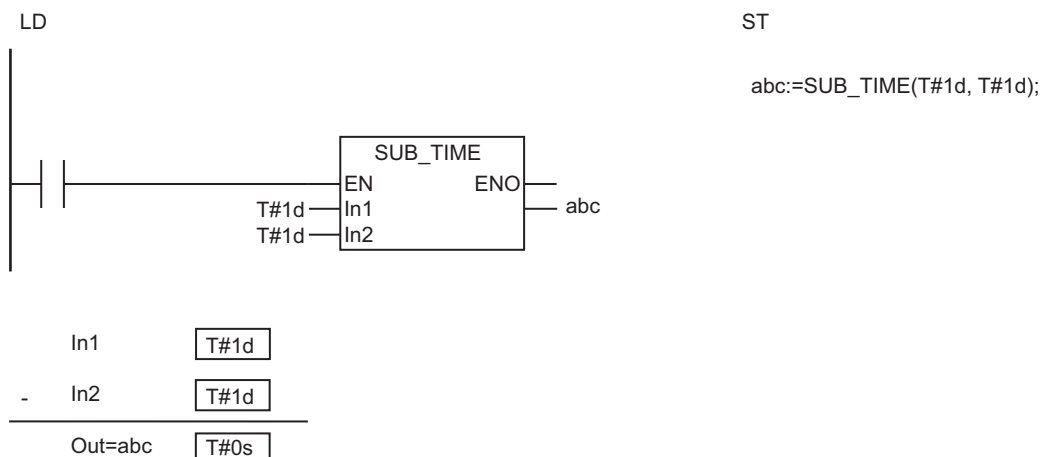 LD
ST
abc:=SUB_TIME(T#1d, T#1d);
SUB_TIME
EN ENO
T#1d In1 abc
T#1d In2
In1 T#1d
- In2 T#1d
Out=abc T#0s